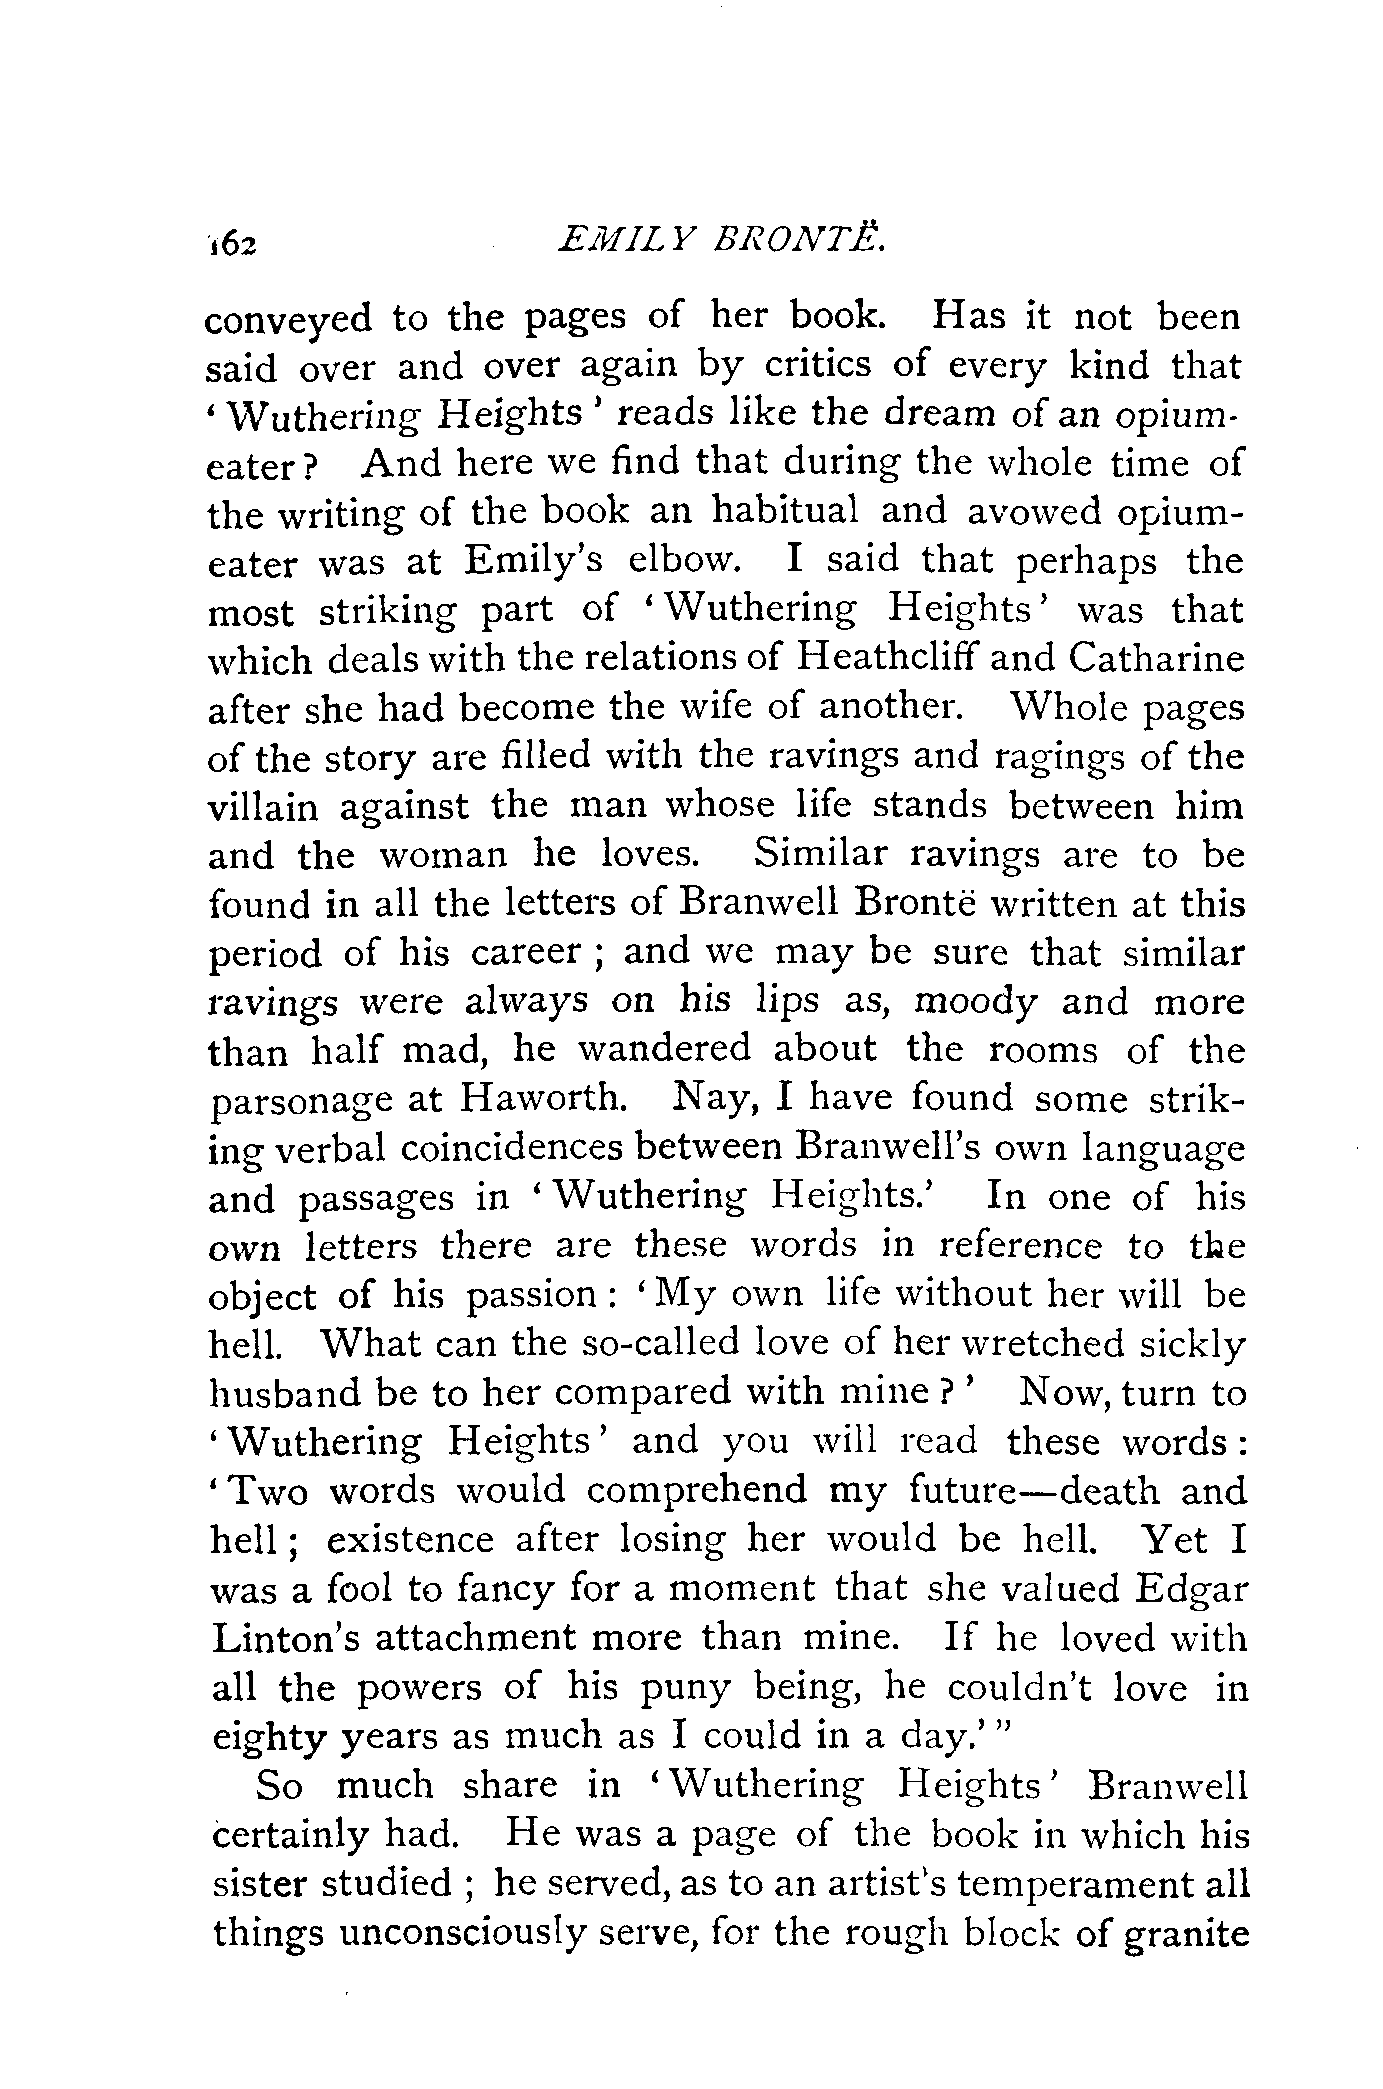 162 EMILY BRONTË.
conveyed to the pages of her book. Has it not been
said over and over again by critics of every kind that
‘Wuthering Heights’ reads like the dream of an opium-
eater? And here we find that during the whole time of
the writing of the book an habitual and avowed opium-
eater was at Emily's elbow. I said that perhaps the
most striking part of ‘Wuthering Heights’ was that
which deals with the relations of Heathcliff and Catharine
after she had become the wife of another. Whole pages
of the story are filled with the ravings and ragings of the
villain against the man whose life stands between him
and the woman he loves. Similar ravings are to be
found in all the letters of Branwell Brontë written at this
period of his career; and we may be sure that similar
ravings were always on his lips as, moody and more
than half mad, he wandered about the rooms of the
parsonage at Haworth. Nay, I have found some strik-
ing verbal coincidences between Branwell's own language
and passages in ‘Wuthering Heights.’ In one of his
own letters there are these words in reference to the
object of his passion: ‘My own life without her will be
hell. What can the so-called love of her wretched sickly
husband be to her compared with mine?’ Now, turn to
‘Wuthering Heights’ and you will read these words:
‘Two words would comprehend my future—death and
hell; existence after losing her would be hell. Yet I
was a fool to fancy for a moment that she valued Edgar
Linton's attachment more than mine. If he loved with
all the powers of his puny being, he couldn't love in
eighty years as much as I could in a day.’”
So much share in ‘Wuthering Heights’ Branwell
certainly had. He was a page of the book in which his
sister studied; he served, as to an artist's temperament all
things unconsciously serve, for the rough block of granite